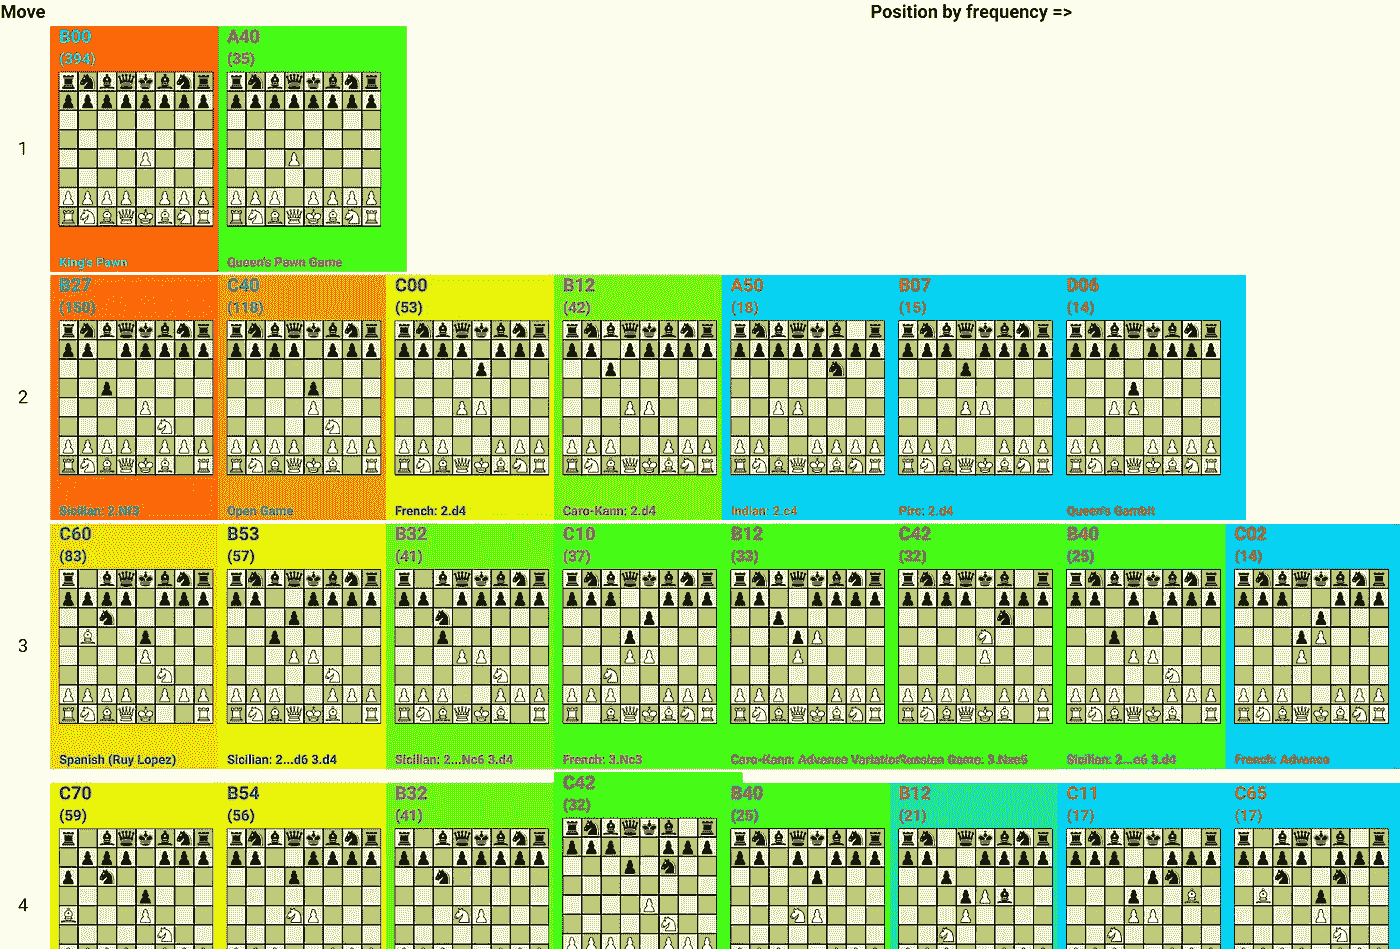 Move Position by frequency =>
B00 A40
(394) (35)
1
King's Pawn Queen's Pawn Game
B27 C40 C00 B12 A50 B07 D06
(150) (118) (53) (42) (18) (15) (14)
2
Sicilian: 2.Nf3 Open Game French: 2.d4 Caro-Kann: 2.d4 Indian: 2.c4 Pirc: 2.d4 Queen's Gambit
C60 B53 B32 C10 B12 C42 B40 C02
(83) (57) (41) (37) (33) (32) (25) (14)
3
Spanish (Ruy Lopez) Sicilian: 2...d6 3.d4 Sicilian: 2...Nc6 3.d4 French: 3.Nc3 Caro-Kann: Advance Variation Russian Game: 3.Nxe5 Sicilian: 2...e6 3.d4 French: Advance
C70 B54 B32 C42 B40 B12 C11 C65
(59) (56) (41) (32) (25) (21) (17) (17)
4